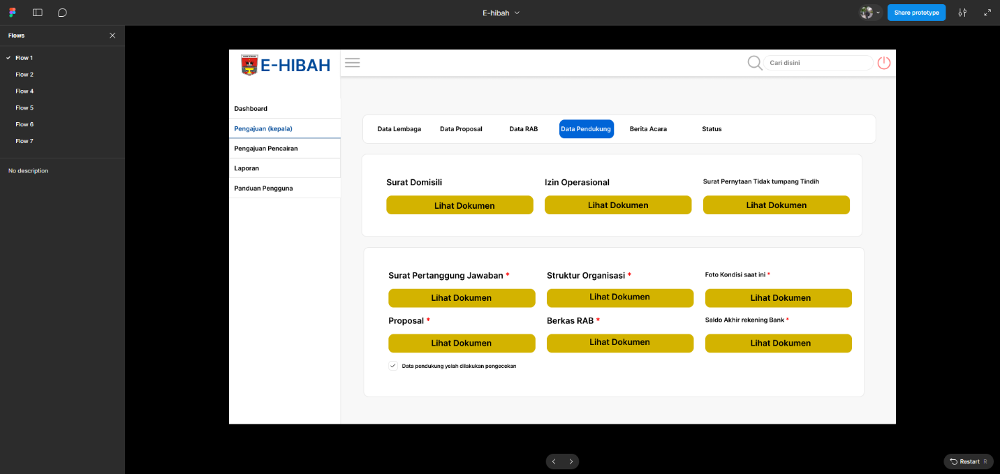 E-hibah
Share prototype
Flows
Flow 1
Flow 2
Flow 4
Flow 5
Flow 6
Flow 7
No description
E-HIBAH
Cari disini
Dashboard
Pengajuan (kepala)
Pengajuan Pencairan
Laporan
Panduan Pengguna
Data Lembaga Data Proposal Data RAB Data Pendukung Berita Acara Status
Surat Domisili Izin Operasional Surat Pernytaan Tidak tumpang Tindih
Lihat Dokumen Lihat Dokumen Lihat Dokumen
Surat Pertanggung Jawaban * Struktur Organisasi * Foto Kondisi saat ini *
Lihat Dokumen Lihat Dokumen Lihat Dokumen
Proposal * Berkas RAB * Saldo Akhir rekening Bank *
Lihat Dokumen Lihat Dokumen Lihat Dokumen
Data pendukung yelah dilakukan pengecekan
Restart R